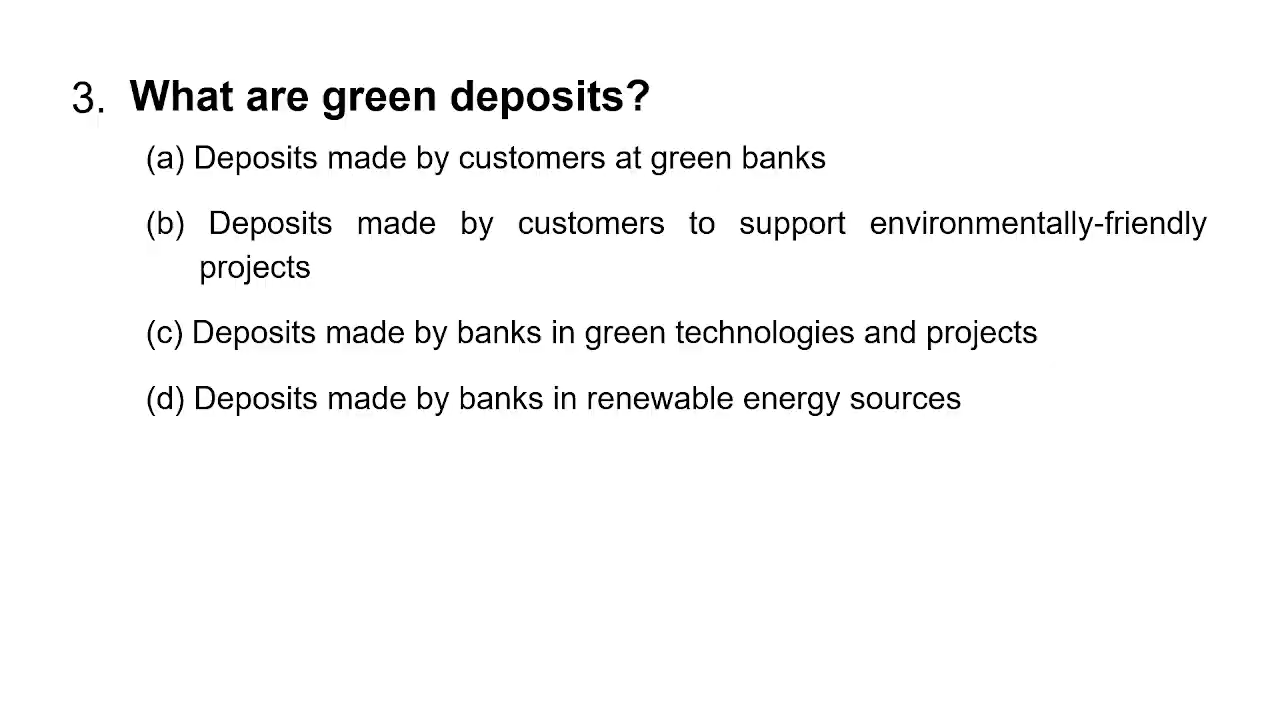 3. What are green deposits?
(a) Deposits made by customers at green banks
(b) Deposits made by customers to support environmentally-friendly
projects
(c) Deposits made by banks in green technologies and projects
(d) Deposits made by banks in renewable energy sources